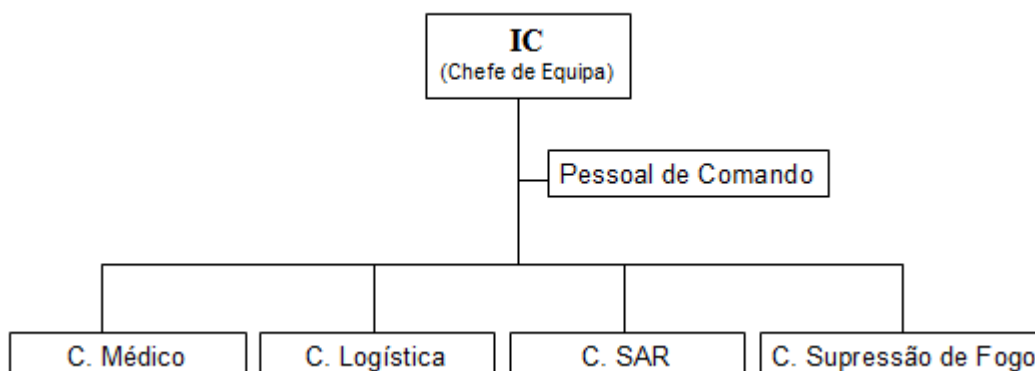 IC
(Chefe de Equipa)
Pessoal de Comando
C. Médico
C. Logística
C. SAR
C. Supressão de Fogo